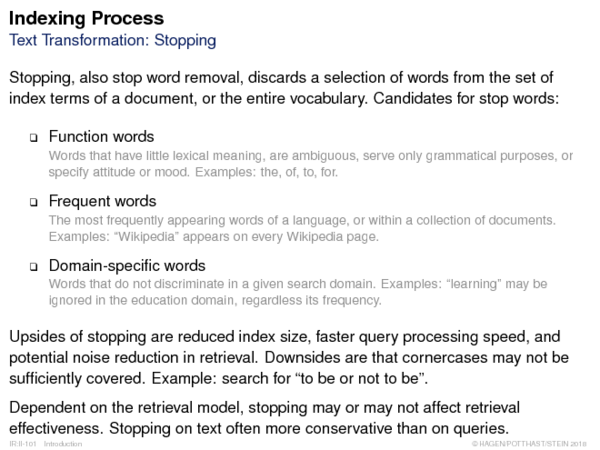 Indexing Process
Text Transformation: Stopping
Stopping, also stop word removal, discards a selection of words from the set of
index terms of a document, or the entire vocabulary. Candidates for stop words:
❑ Function words
Words that have little lexical meaning, are ambiguous, serve only grammatical purposes, or
specify attitude or mood. Examples: the, of, to, for.
❑ Frequent words
The most frequently appearing words of a language, or within a collection of documents.
Examples: “Wikipedia” appears on every Wikipedia page.
❑ Domain-specific words
Words that do not discriminate in a given search domain. Examples: “learning” may be
ignored in the education domain, regardless its frequency.
Upsides of stopping are reduced index size, faster query processing speed, and
potential noise reduction in retrieval. Downsides are that cornercases may not be
sufficiently covered. Example: search for “to be or not to be”.
Dependent on the retrieval model, stopping may or may not affect retrieval
effectiveness. Stopping on text often more conservative than on queries.
IR:II-101 Introduction © HAGEN/POTTHAST/STEIN 2018